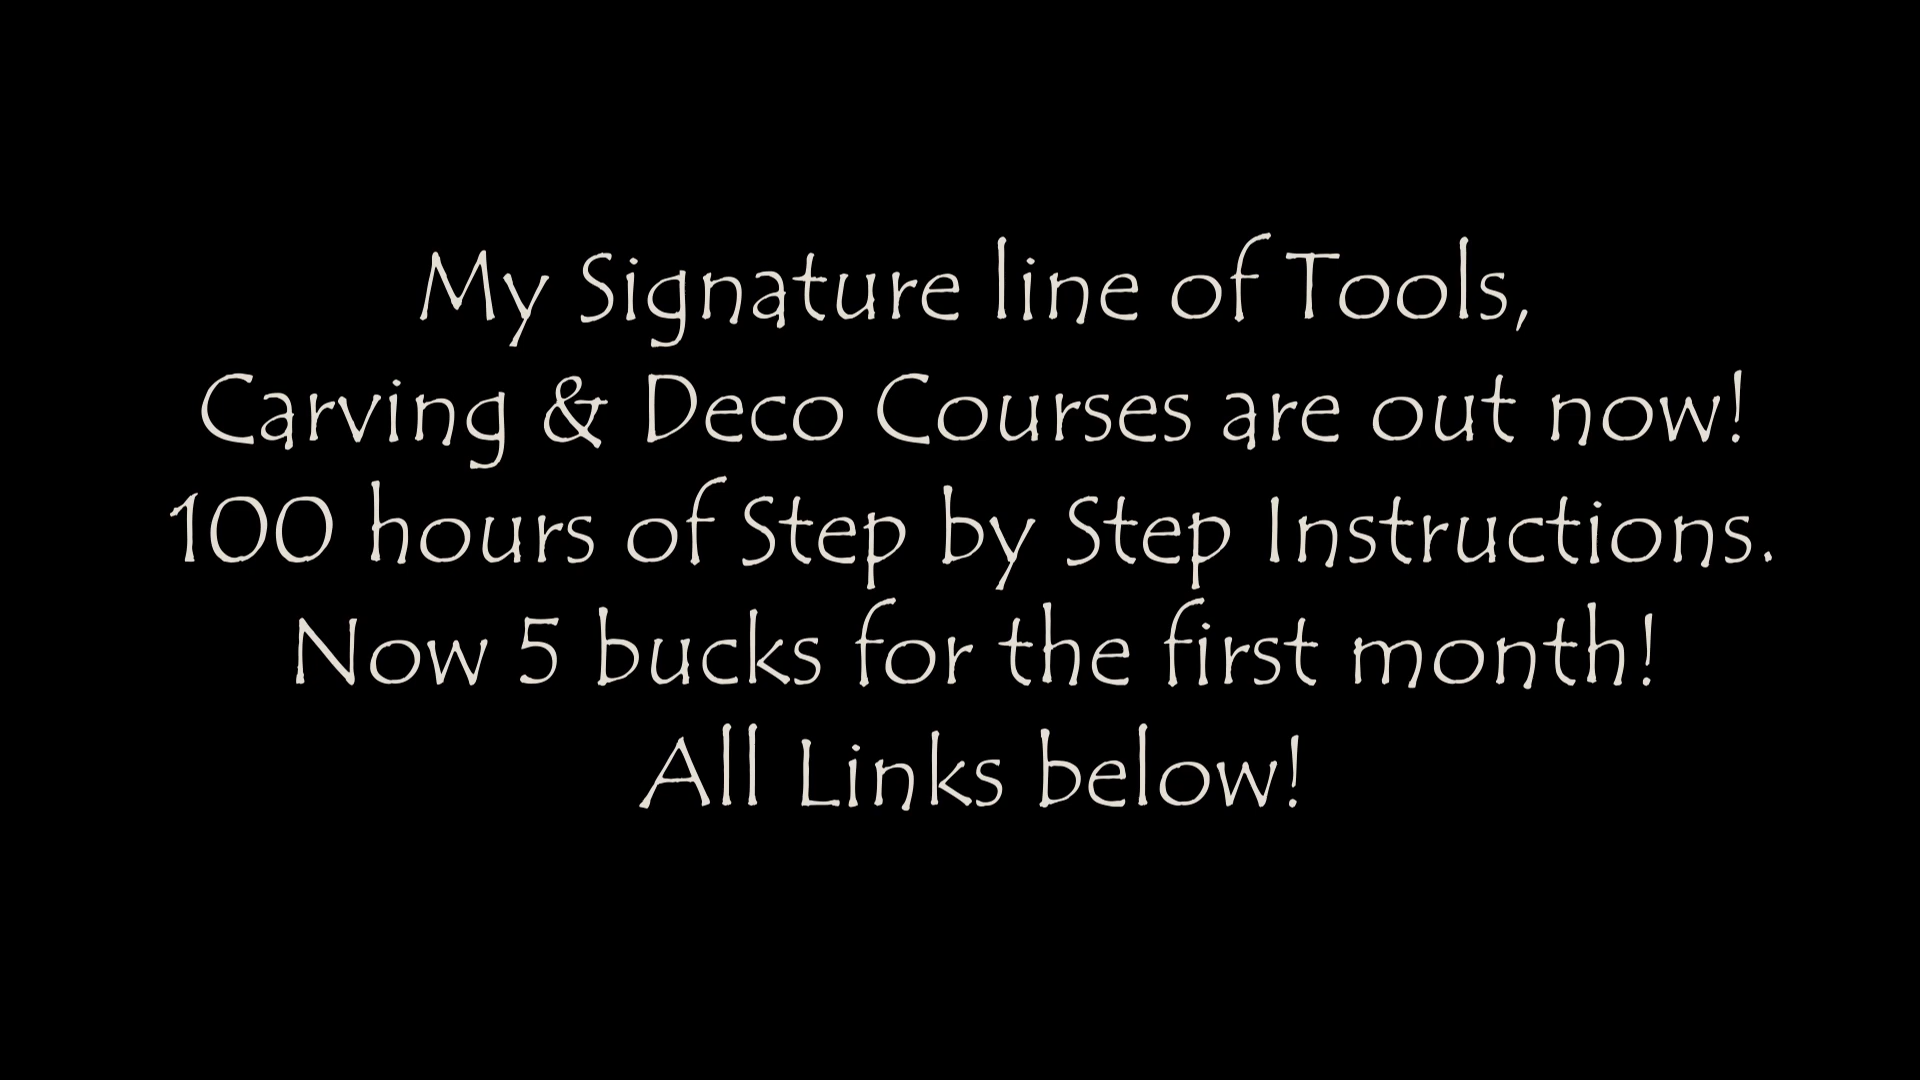 My Signature line of Tools,
Carving & Deco Courses are out now!
100 hours of Step by Step Instructions.
Now 5 bucks for the first month!
All Links below!